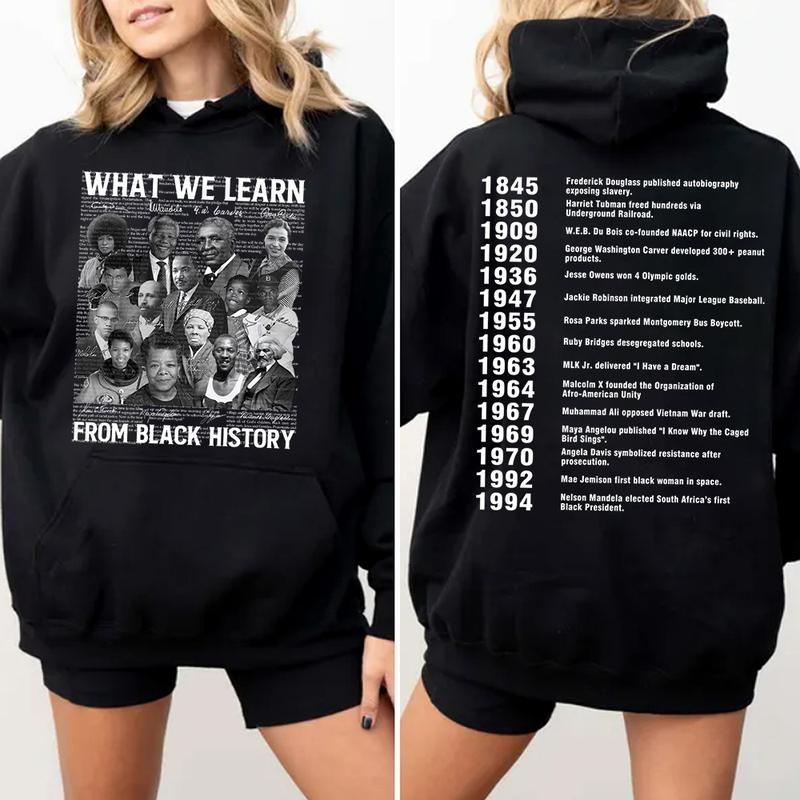 WHAT WE LEARN
FROM BLACK HISTORY
1845 Frederick Douglass published autobiography
exposing slavery.
1850 Harriet Tubman freed hundreds via
Underground Railroad.
1909 W.E.B. Du Bois co-founded NAACP for civil rights.
1920 George Washington Carver developed 300+ peanut
products.
1936 Jesse Owens won 4 Olympic golds.
1947 Jackie Robinson integrated Major League Baseball.
1955 Rosa Parks sparked Montgomery Bus Boycott.
1960 Ruby Bridges desegregated schools.
1963 MLK Jr. delivered "I Have a Dream".
1964 Malcolm X founded the Organization of
Afro-American Unity
1967 Muhammad Ali opposed Vietnam War draft.
1969 Maya Angelou published "I Know Why the Caged
Bird Sings".
1970 Angela Davis symbolized resistance after
prosecution.
1992 Mae Jemison first black woman in space.
1994 Nelson Mandela elected South Africa's first
Black President.